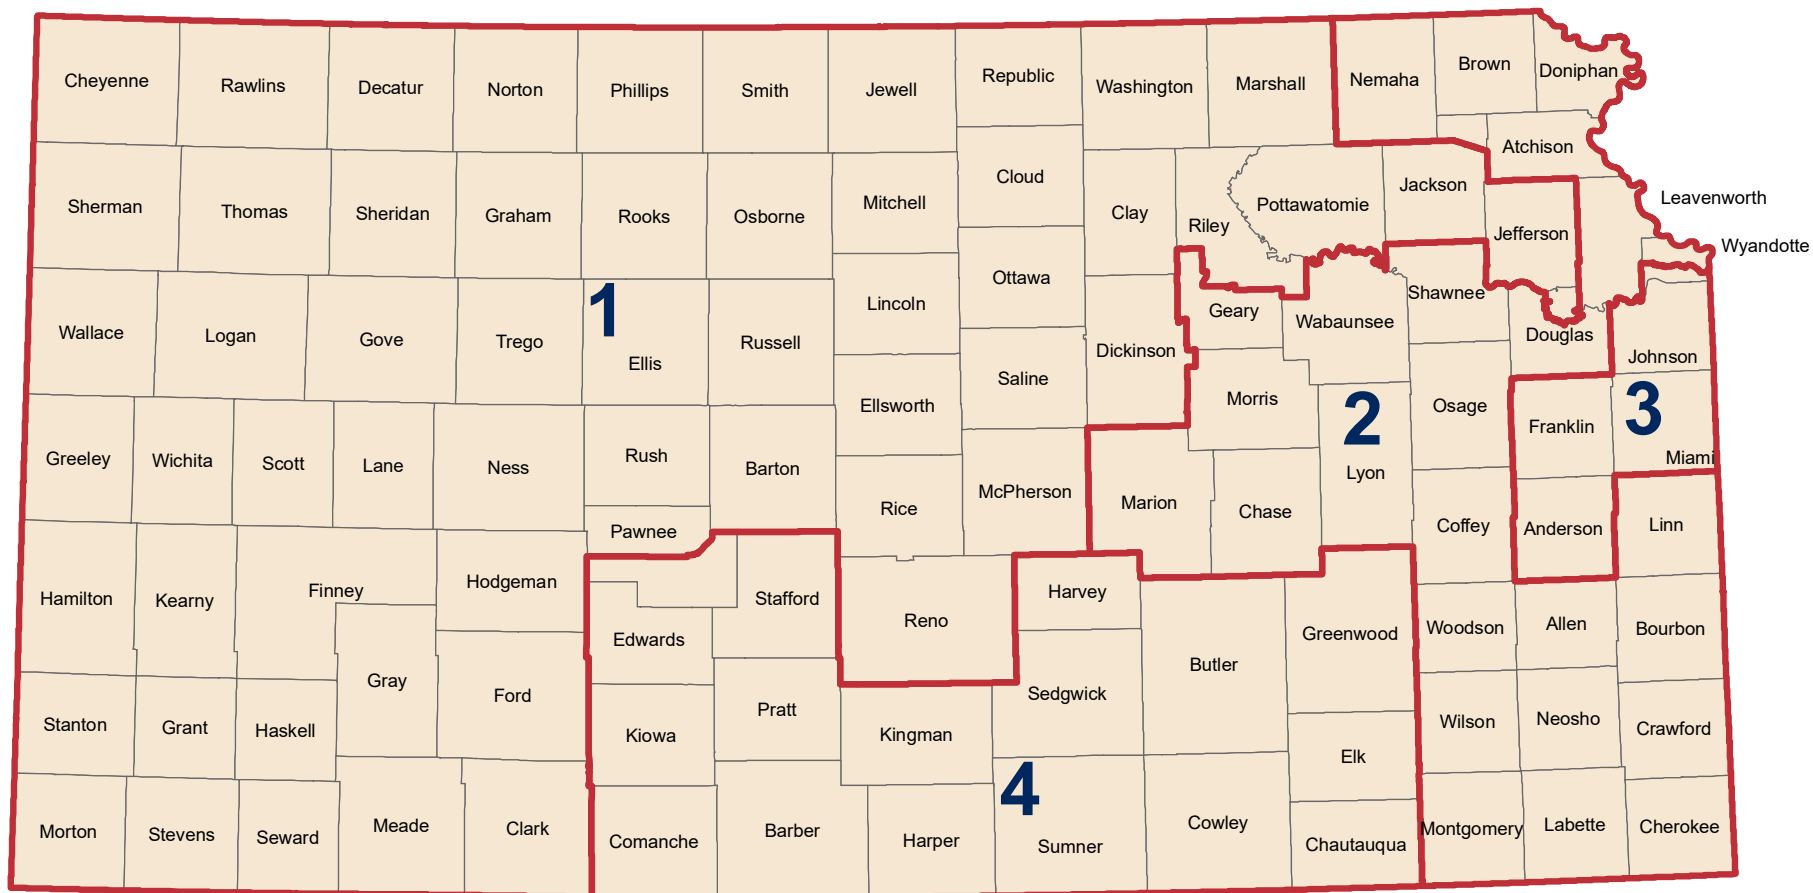 Cheyenne
Rawlins
Decatur
Norton
Phillips
Smith
Jewell
Republic
Washington
Marshall
Nemaha
Brown
Doniphan
Atchison
Sherman
Thomas
Sheridan
Graham
Rooks
Osborne
Mitchell
Cloud
Clay
Riley
Pottawatomie
Jackson
Jefferson
Leavenworth
Wyandotte
Wallace
Logan
Gove
Trego
1
Ellis
Russell
Lincoln
Ottawa
Saline
Dickinson
Geary
Wabaunsee
Shawnee
Douglas
Johnson
Greeley
Wichita
Scott
Lane
Ness
Rush
Barton
Ellsworth
Rice
McPherson
Marion
Morris
Chase
2
Lyon
Osage
Coffey
Franklin
3
Miami
Anderson
Linn
Pawnee
Hamilton
Kearny
Finney
Hodgeman
Edwards
Stafford
Reno
Harvey
Sedgwick
Butler
Greenwood
Woodson
Allen
Bourbon
Gray
Ford
Kiowa
Pratt
Kingman
Stanton
Grant
Haskell
Elk
Wilson
Neosho
Crawford
Morton
Stevens
Seward
Meade
Clark
Comanche
Barber
Harper
4
Sumner
Cowley
Chautauqua
Montgomery
Labette
Cherokee